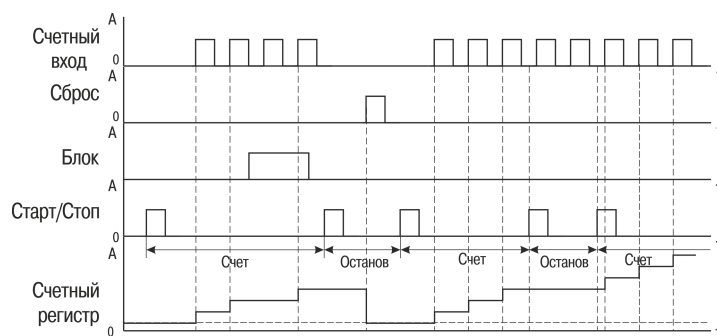 A
Счетный
вход
0
A
Сброс
0
A
Блок
A
Старт/Стоп
0
A
Счет
Останов
Счет
Останов
Счет
Счетный
регистр
0